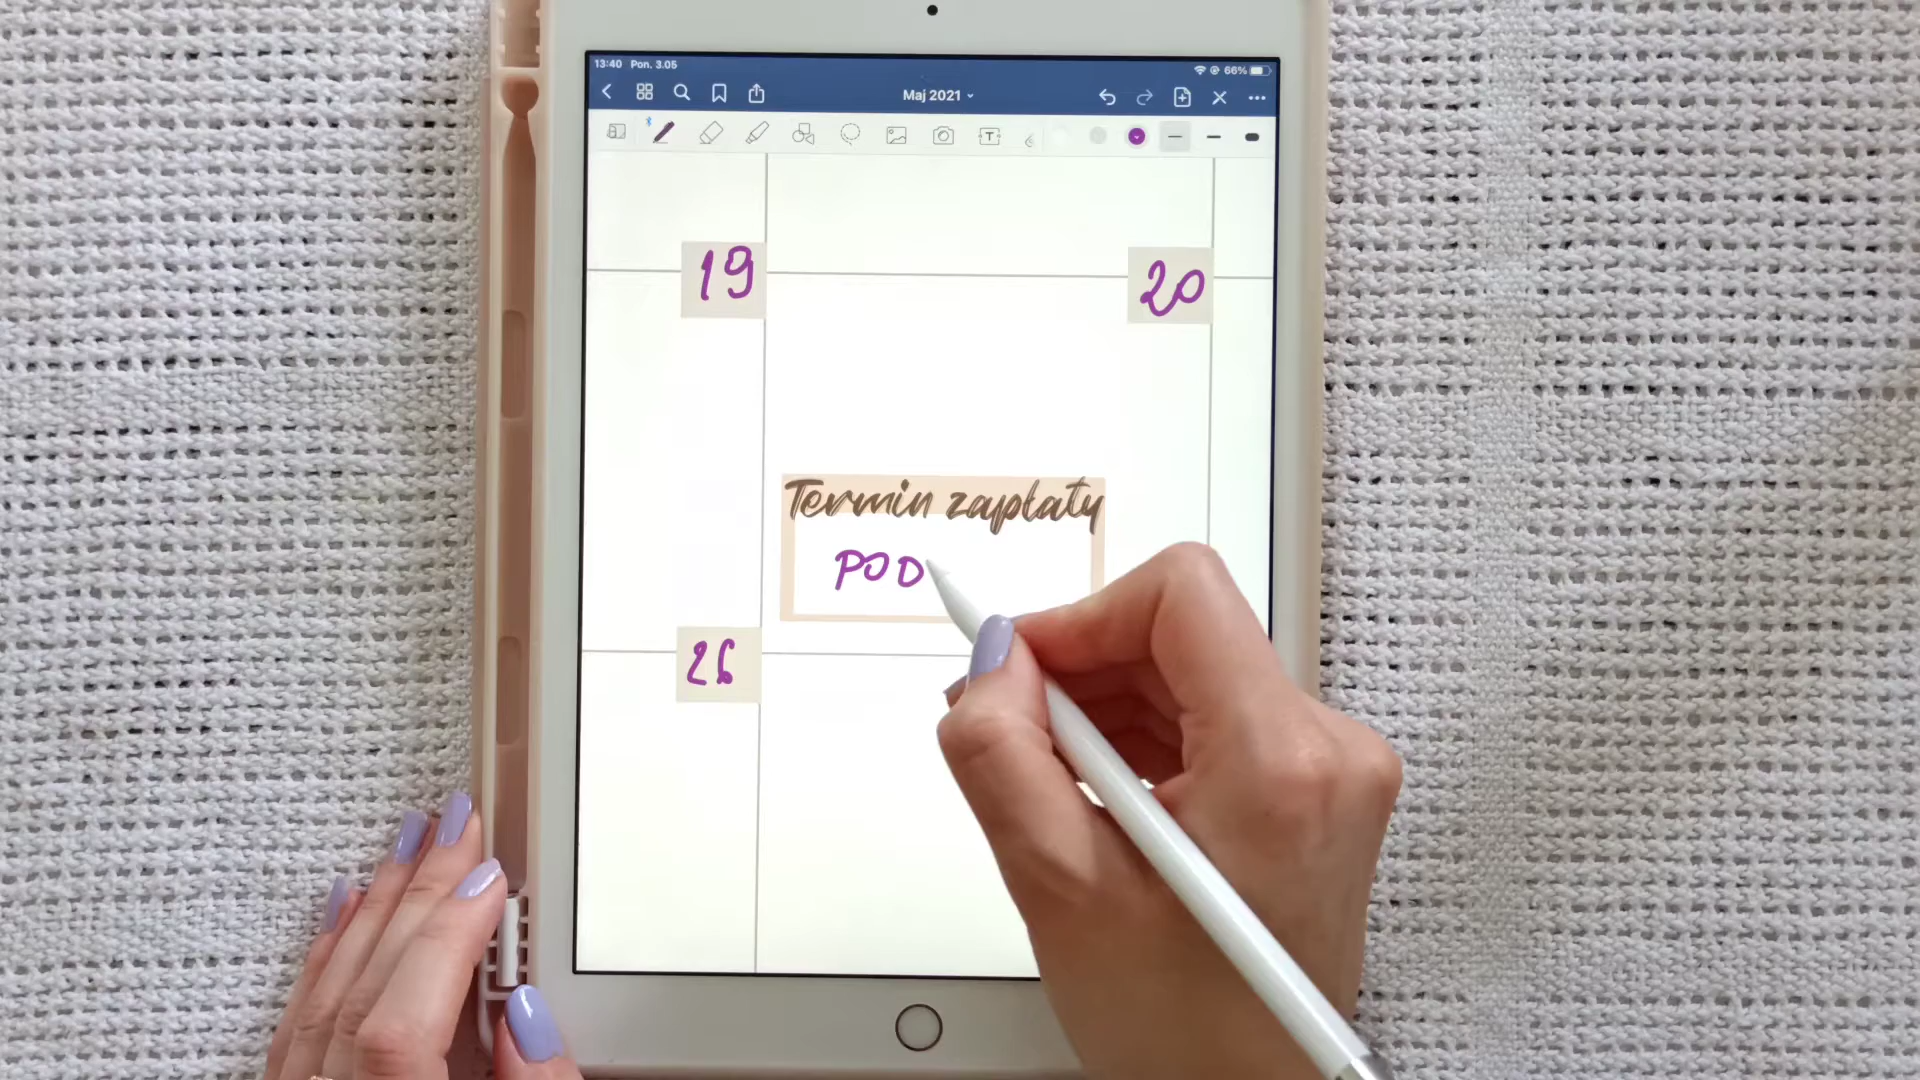 13:40 Pon. 3.05 66%
Maj 2021
T
19
20
Termin zapłaty
POD
26